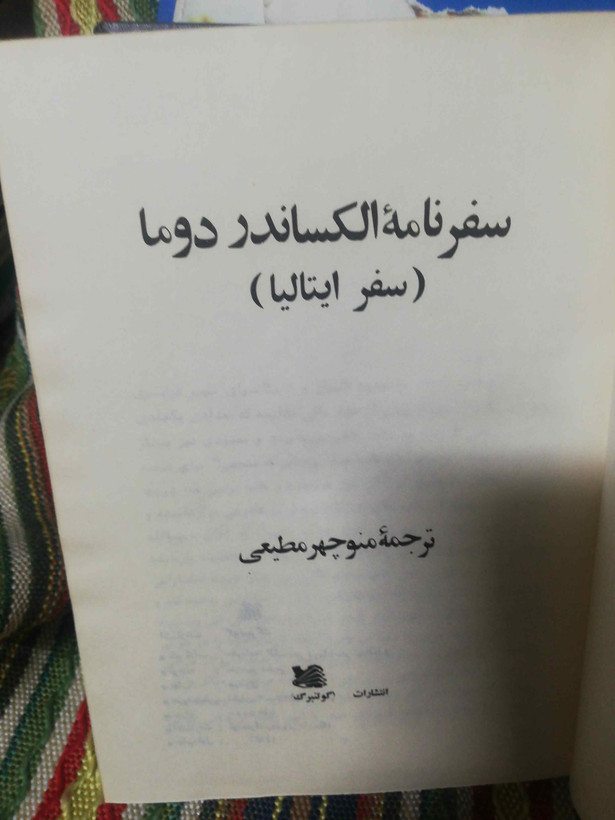 سفرنامهٔ الکساندر دوما
(سفر ایتالیا)
ترجمهٔ منوچهر مطیعی
انتشارات (گوتنبرگ)